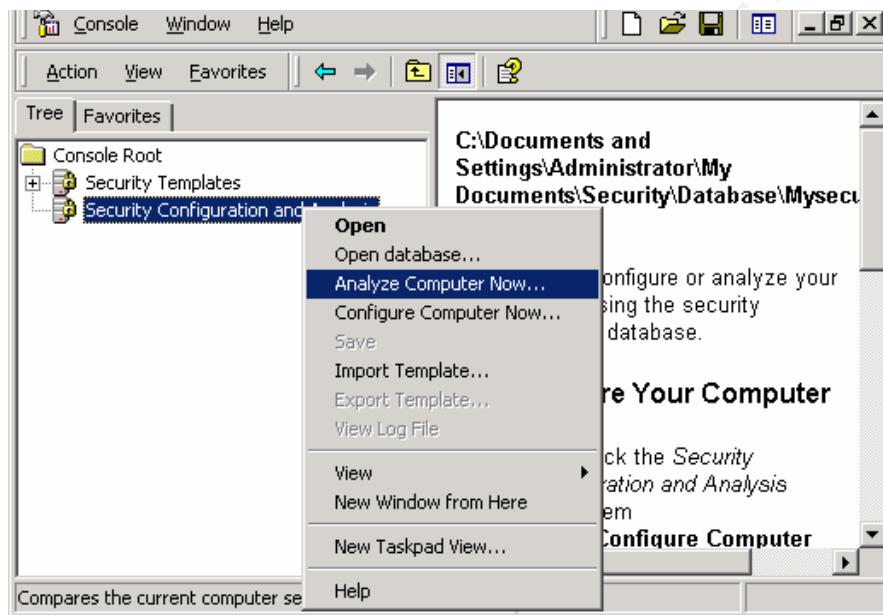 Console Window Help
Action View Favorites
Tree Favorites
Console Root
Security Templates
Security Configuration and
C:\Documents and
Settings\Administrator\My
Documents\Security\Database\Mysecu
Open
Open database...
Analyze Computer Now...
Configure Computer Now...
Save
Import Template...
Export Template...
View Log File
View
New Window from Here
New Taskpad View...
Help
onfigure or analyze your
sing the security
database.
re Your Computer
ck the Security
ration and Analysis
em
Configure Computer
Compares the current computer se